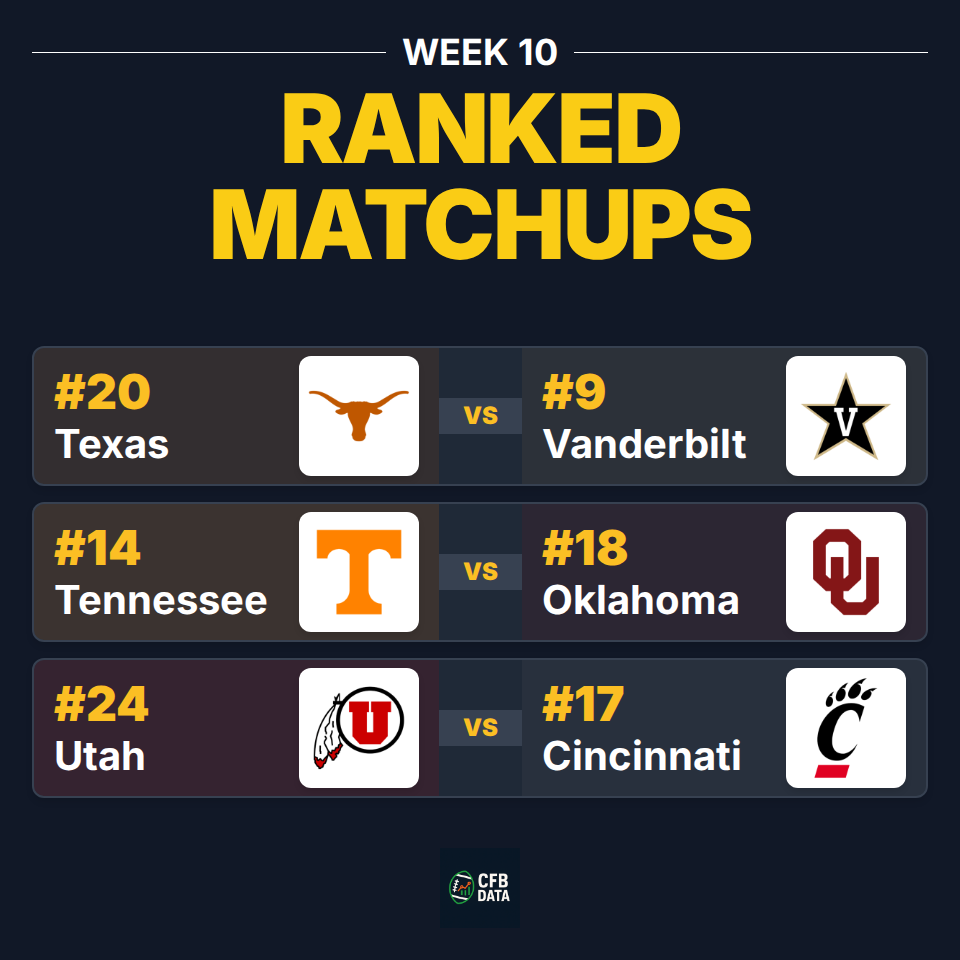 WEEK 10
RANKED
MATCHUPS
#20
Texas
vs
#9
Vanderbilt
V
#14
Tennessee
T
vs
#18
Oklahoma
OU
#24
Utah
U
vs
#17
Cincinnati
C
CFB
DATA